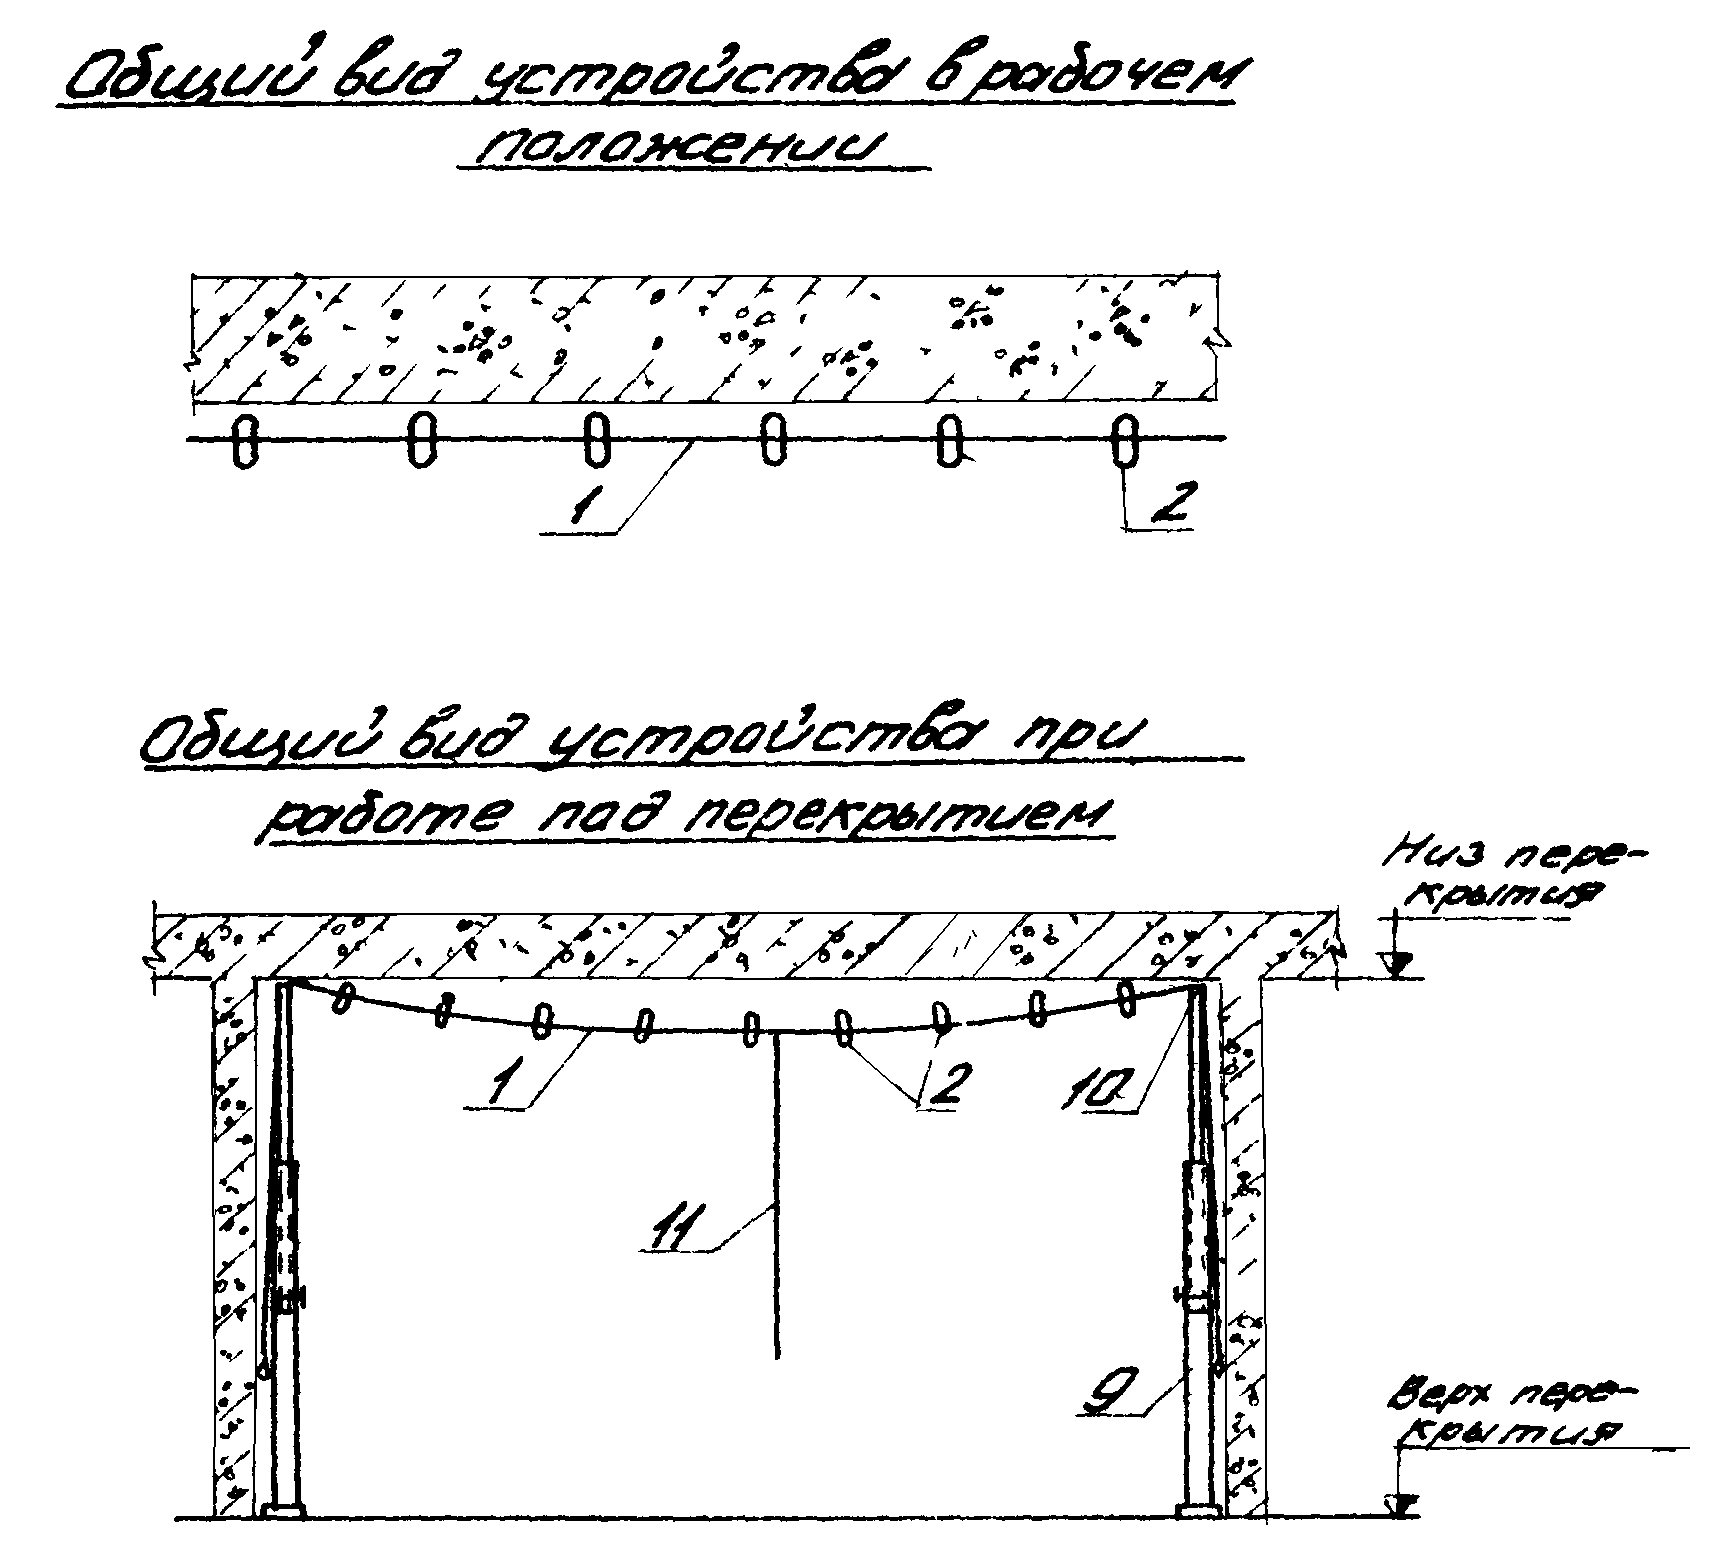 Общий вид устройства в рабочем
положении
1
2
Общий вид устройства при
работе пад перекрытием
Низ пере-
крытия
1
2
10
11
9
Верх пере-
крытия